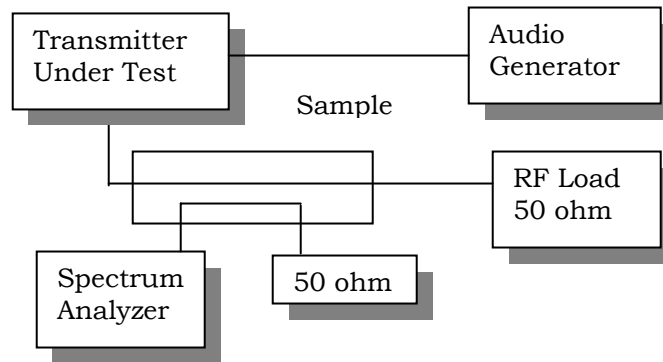 Transmitter
Under Test
Audio
Generator
Sample
RF Load
50 ohm
Spectrum
Analyzer
50 ohm